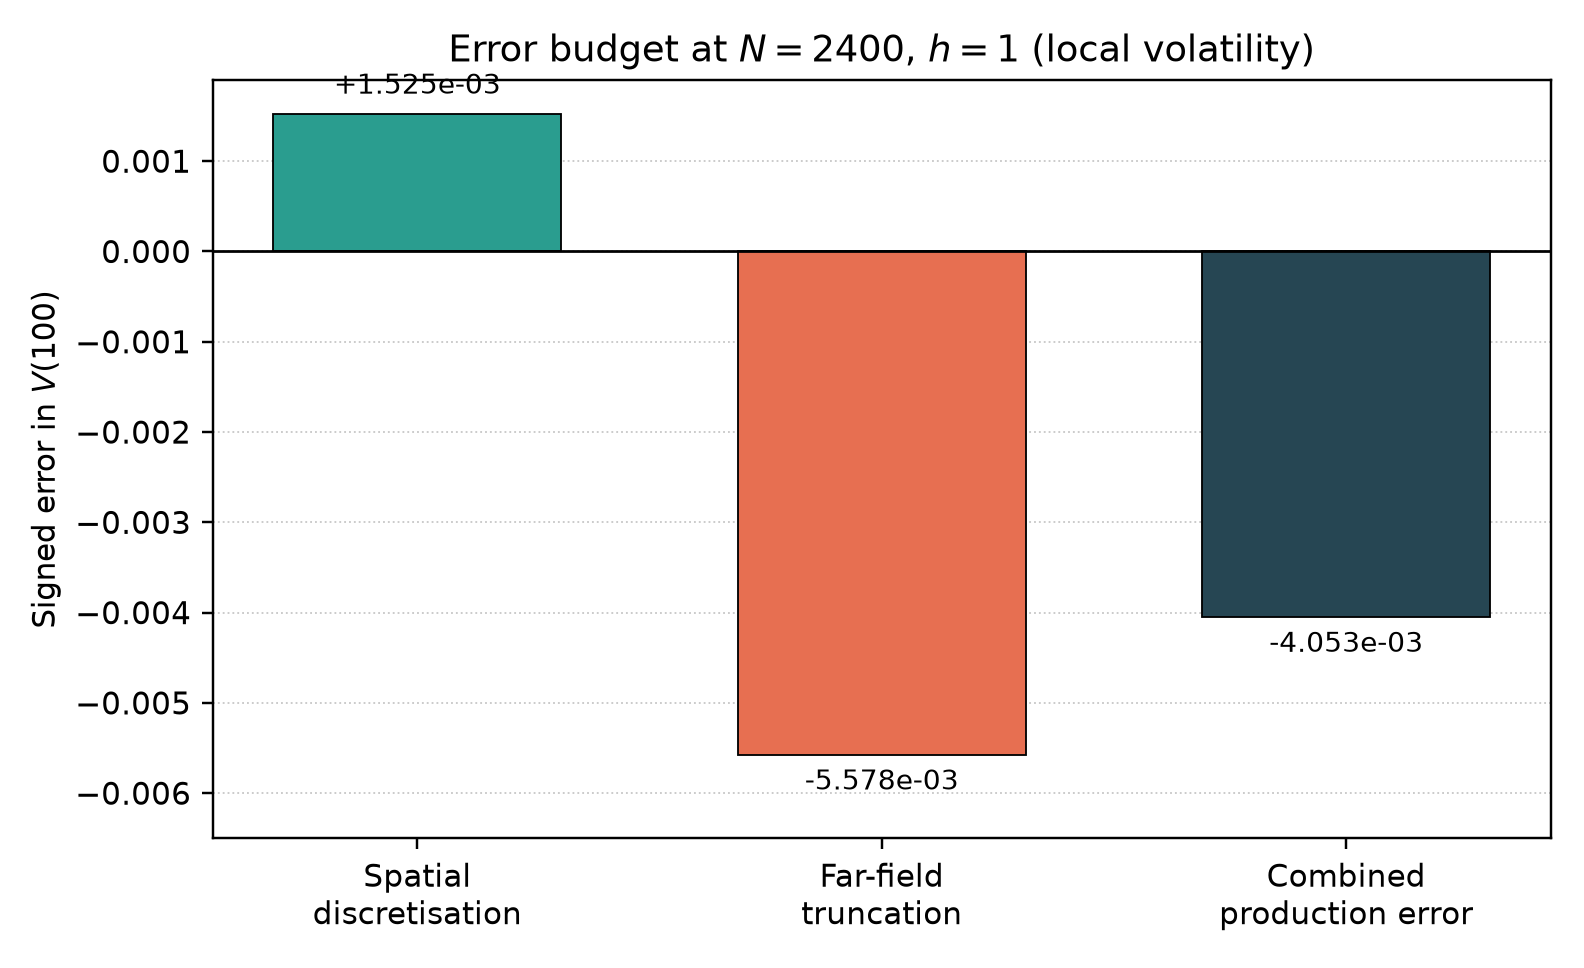 Error budget at N = 2400, h = 1 (local volatility)
+1.525e-03
0.001
0.000
−0.001
−0.002
−0.003
−0.004
−0.005
−0.006
Signed error in V(100)
-5.578e-03
-4.053e-03
Spatial
discretisation
Far-field
truncation
Combined
production error